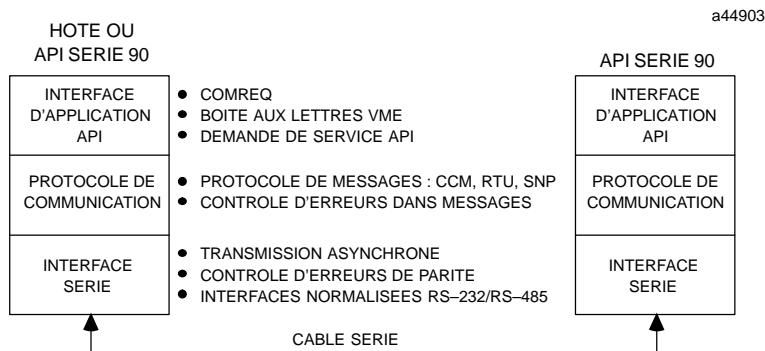 a44903
HOTE OU
API SERIE 90
API SERIE 90
INTERFACE
D'APPLICATION
API
● COMREQ
● BOITE AUX LETTRES VME
● DEMANDE DE SERVICE API
INTERFACE
D'APPLICATION
API
PROTOCOLE DE
COMMUNICATION
● PROTOCOLE DE MESSAGES : CCM, RTU, SNP
● CONTROLE D'ERREURS DANS MESSAGES
PROTOCOLE DE
COMMUNICATION
INTERFACE
SERIE
● TRANSMISSION ASYNCHRONE
● CONTROLE D'ERREURS DE PARITE
● INTERFACES NORMALISEES RS–232/RS–485
INTERFACE
SERIE
CABLE SERIE